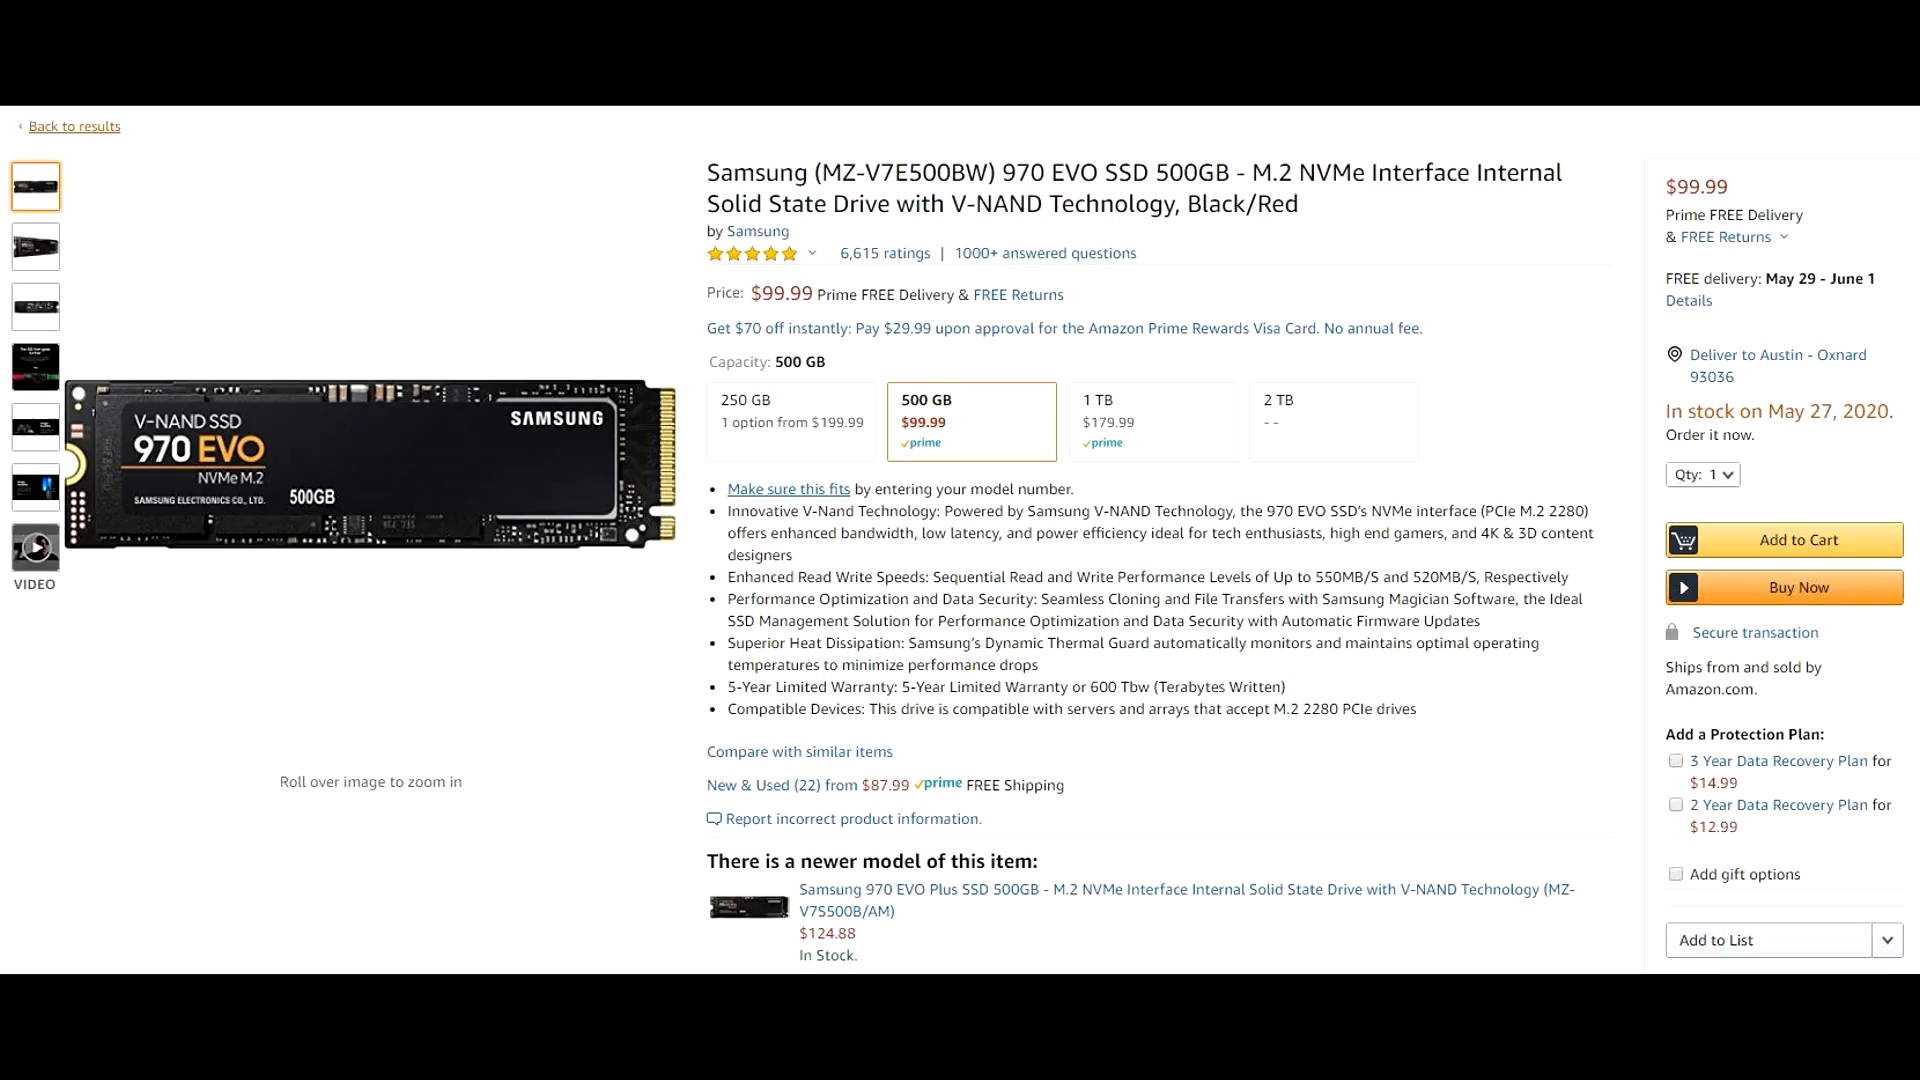 ‹ Back to results
VIDEO
V-NAND SSD
SAMSUNG
970 EVO
NVMe M.2
SAMSUNG ELECTRONICS CO., LTD.
500GB
Roll over image to zoom in
Samsung (MZ-V7E500BW) 970 EVO SSD 500GB - M.2 NVMe Interface Internal
Solid State Drive with V-NAND Technology, Black/Red
by Samsung
6,615 ratings | 1000+ answered questions
Price: $99.99 Prime FREE Delivery & FREE Returns
Get $70 off instantly: Pay $29.99 upon approval for the Amazon Prime Rewards Visa Card. No annual fee.
Capacity: 500 GB
250 GB
1 option from $199.99
500 GB
$99.99
prime
1 TB
$179.99
prime
2 TB
- -
• Make sure this fits by entering your model number.
• Innovative V-Nand Technology: Powered by Samsung V-NAND Technology, the 970 EVO SSD’s NVMe interface (PCIe M.2 2280)
offers enhanced bandwidth, low latency, and power efficiency ideal for tech enthusiasts, high end gamers, and 4K & 3D content
designers
• Enhanced Read Write Speeds: Sequential Read and Write Performance Levels of Up to 550MB/S and 520MB/S, Respectively
• Performance Optimization and Data Security: Seamless Cloning and File Transfers with Samsung Magician Software, the Ideal
SSD Management Solution for Performance Optimization and Data Security with Automatic Firmware Updates
• Superior Heat Dissipation: Samsung’s Dynamic Thermal Guard automatically monitors and maintains optimal operating
temperatures to minimize performance drops
• 5-Year Limited Warranty: 5-Year Limited Warranty or 600 Tbw (Terabytes Written)
• Compatible Devices: This drive is compatible with servers and arrays that accept M.2 2280 PCIe drives
Compare with similar items
New & Used (22) from $87.99 prime FREE Shipping
Report incorrect product information.
There is a newer model of this item:
Samsung 970 EVO Plus SSD 500GB - M.2 NVMe Interface Internal Solid State Drive with V-NAND Technology (MZ-
V7S500B/AM)
$124.88
In Stock.
$99.99
Prime FREE Delivery
& FREE Returns
FREE delivery: May 29 - June 1
Details
Deliver to Austin - Oxnard
93036
In stock on May 27, 2020.
Order it now.
Qty: 1
Add to Cart
Buy Now
Secure transaction
Ships from and sold by
Amazon.com.
Add a Protection Plan:
3 Year Data Recovery Plan for
$14.99
2 Year Data Recovery Plan for
$12.99
Add gift options
Add to List